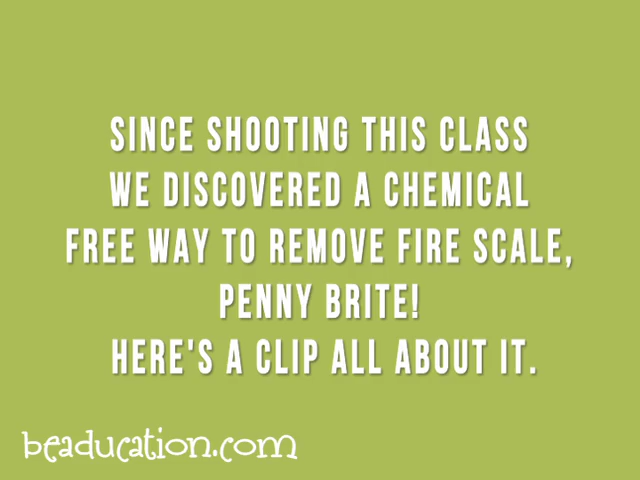 SINCE SHOOTING THIS CLASS
WE DISCOVERED A CHEMICAL
FREE WAY TO REMOVE FIRE SCALE,
PENNY BRITE!
HERE'S A CLIP ALL ABOUT IT.
beaducation.com